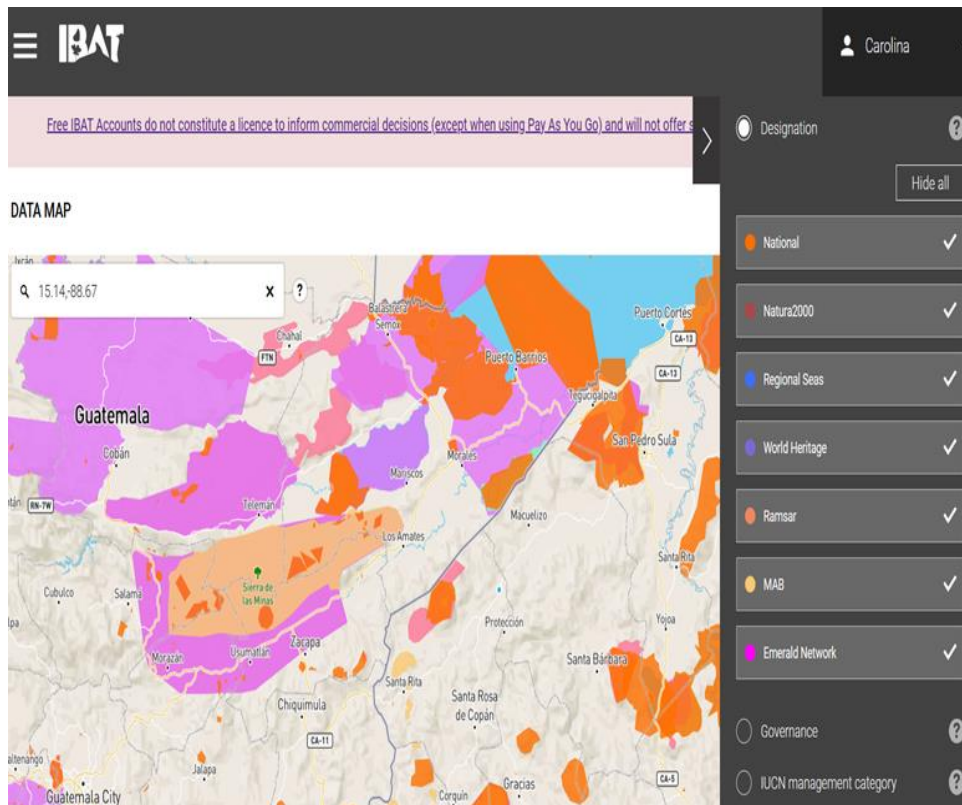 IBAT
Carolina
Free IBAT Accounts do not constitute a licence to inform commercial decisions (except when using Pay As You Go) and will not offer s
Designation
?
Hide all
DATA MAP
National
15.14,-88.67
x
?
Natura2000
Regional Seas
World Heritage
Ramsar
MAB
Emerald Network
Governance
?
IUCN management category
?
Balastrera
Semox
Puerto Cortés
Chahal
CA-13
FTN
Puerto Barrios
CA-13
Tegucigalpita
Guatemala
Cobán
San Pedro Sula
Morales
Mariscos
RN-7W
Telemán
Macuelizo
Los Amates
Santa Rita
Sierra de
las Minas
Cubulco
Salamá
Protección
Yojoa
Zacapa
Morazán
Usumatlán
Santa Bárbara
Santa Rita
Chiquimula
Santa Rosa
de Copán
CA-11
Jalapa
CA-5
Gracias
Guatemala City
Corquín